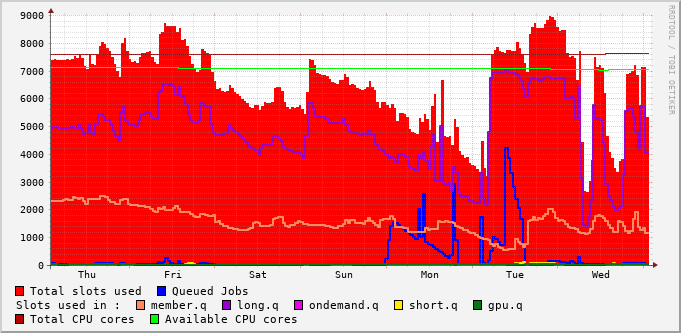 9000
8000
7000
6000
5000
4000
3000
2000
1000
0
Thu Fri Sat Sun Mon Tue Wed
RRDTOOL / TOBI OETIKER
Total slots used Queued Jobs
Slots used in : member.q long.q ondemand.q short.q gpu.q
Total CPU cores Available CPU cores